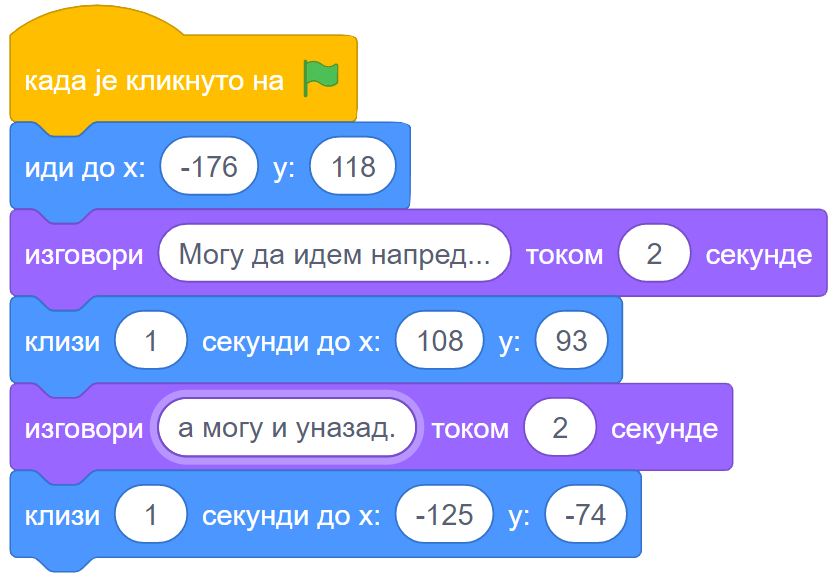 када је кликнуто на
иди до x: -176 y: 118
изговори Могу да идем напред... током 2 секунде
клизи 1 секунди до x: 108 y: 93
изговори а могу и уназад. током 2 секунде
клизи 1 секунди до x: -125 y: -74